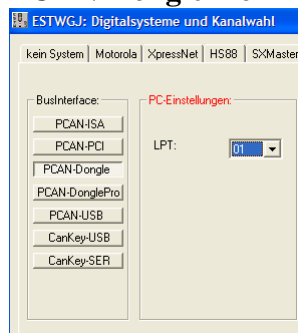 ESTWGJ: Digitalsysteme und Kanalwahl
kein System Motorola XpressNet HS88 SXMaster
BusInterface:
PCAN-ISA
PCAN-PCI
PCAN-Dongle
PCAN-DonglePro
PCAN-USB
CanKey-USB
CanKey-SER
PC-Einstellungen:
LPT: 01